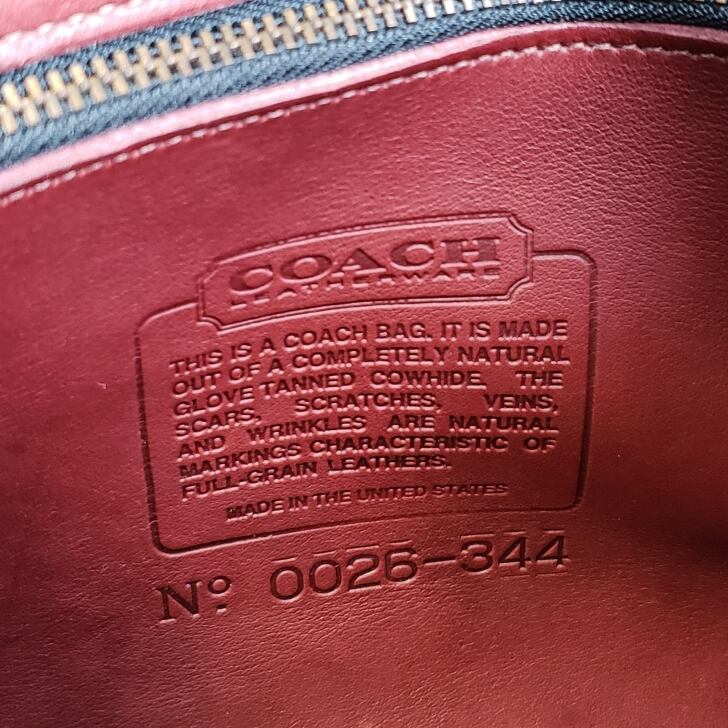 COACH
LEATHERWARE
THIS IS A COACH BAG. IT IS MADE
OUT OF A COMPLETELY NATURAL
GLOVE TANNED COWHIDE. THE
SCARS, SCRATCHES, VEINS,
AND WRINKLES ARE NATURAL
MARKINGS CHARACTERISTIC OF
FULL-GRAIN LEATHERS.
MADE IN THE UNITED STATES
Nº: 0026-344